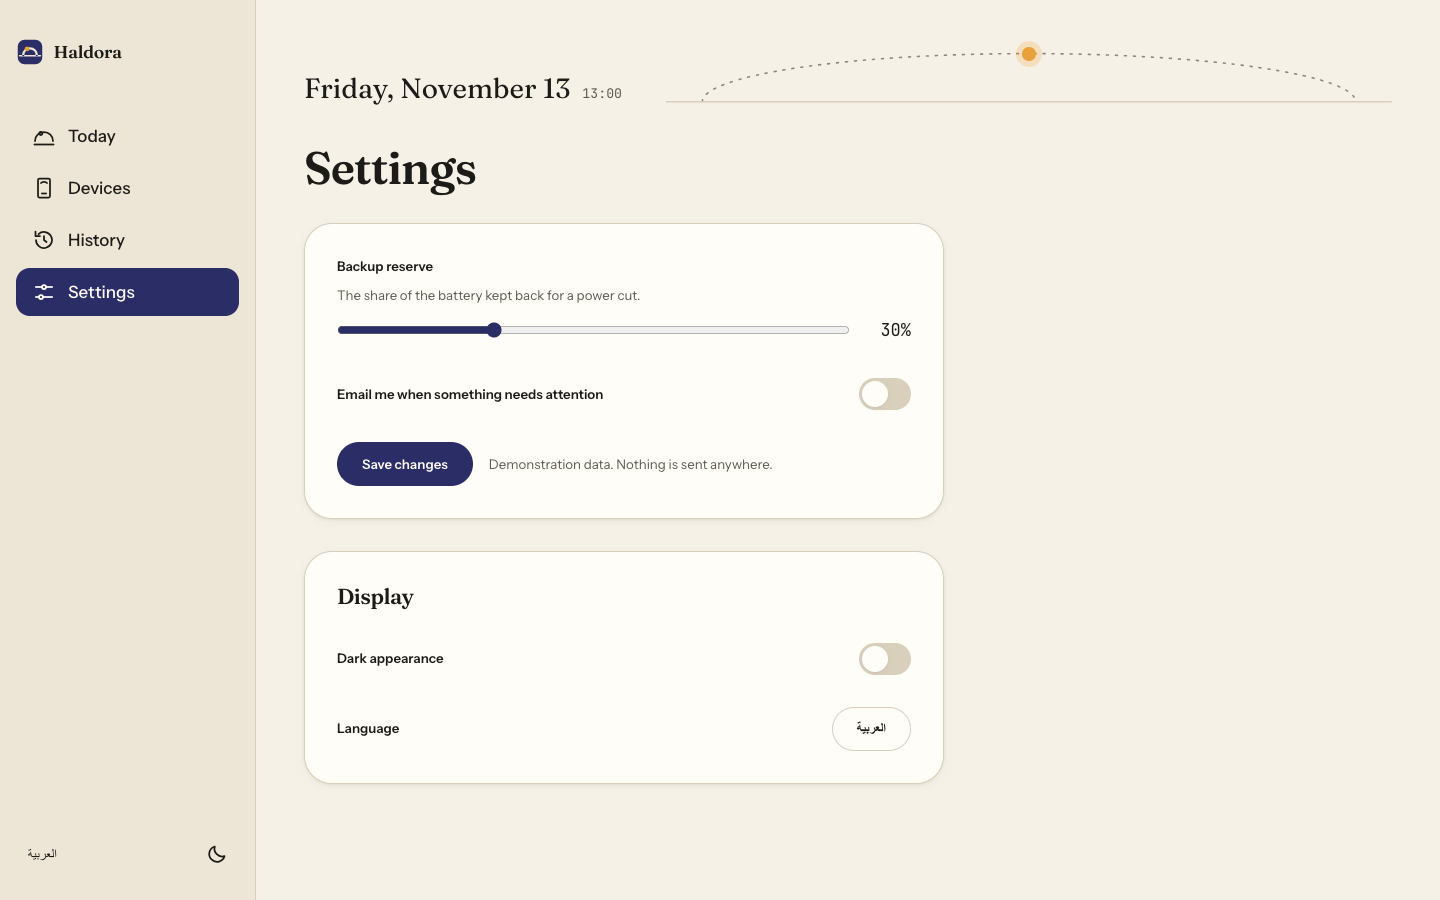 Haldora
Today
Devices
History
Settings
العربية
Friday, November 13 13:00
Settings
Backup reserve
The share of the battery kept back for a power cut.
30%
Email me when something needs attention
Save changes
Demonstration data. Nothing is sent anywhere.
Display
Dark appearance
Language
العربية